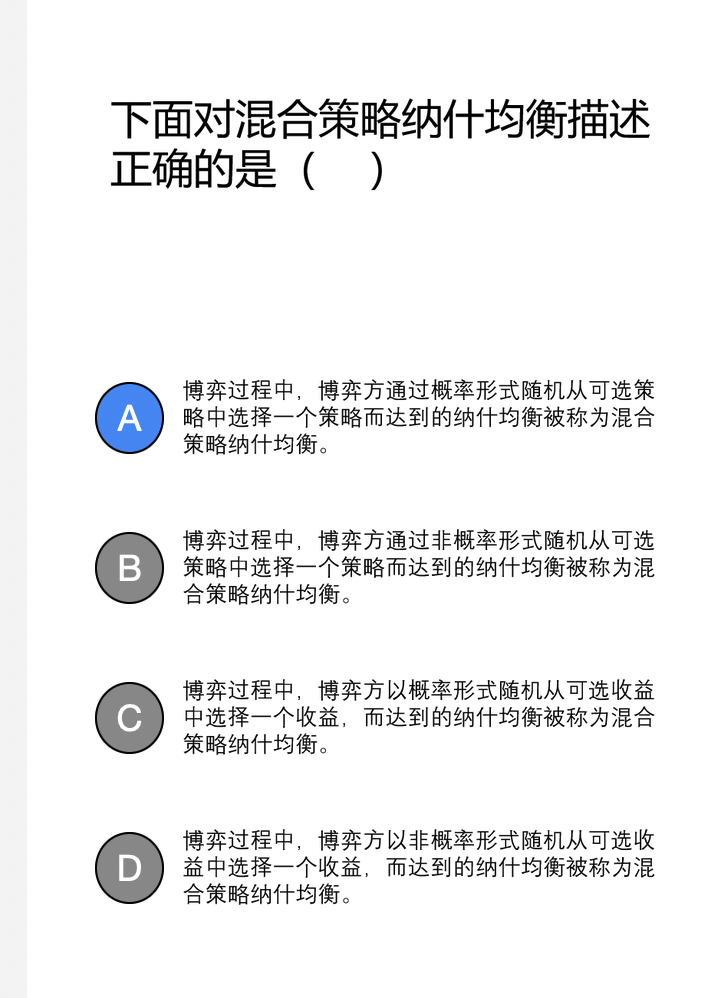 下面对混合策略纳什均衡描述
正确的是（ ）
A
博弈过程中，博弈方通过概率形式随机从可选策
略中选择一个策略而达到的纳什均衡被称为混合
策略纳什均衡。
B
博弈过程中，博弈方通过非概率形式随机从可选
策略中选择一个策略而达到的纳什均衡被称为混
合策略纳什均衡。
C
博弈过程中，博弈方以概率形式随机从可选收益
中选择一个收益，而达到的纳什均衡被称为混合
策略纳什均衡。
D
博弈过程中，博弈方以非概率形式随机从可选收
益中选择一个收益，而达到的纳什均衡被称为混
合策略纳什均衡。